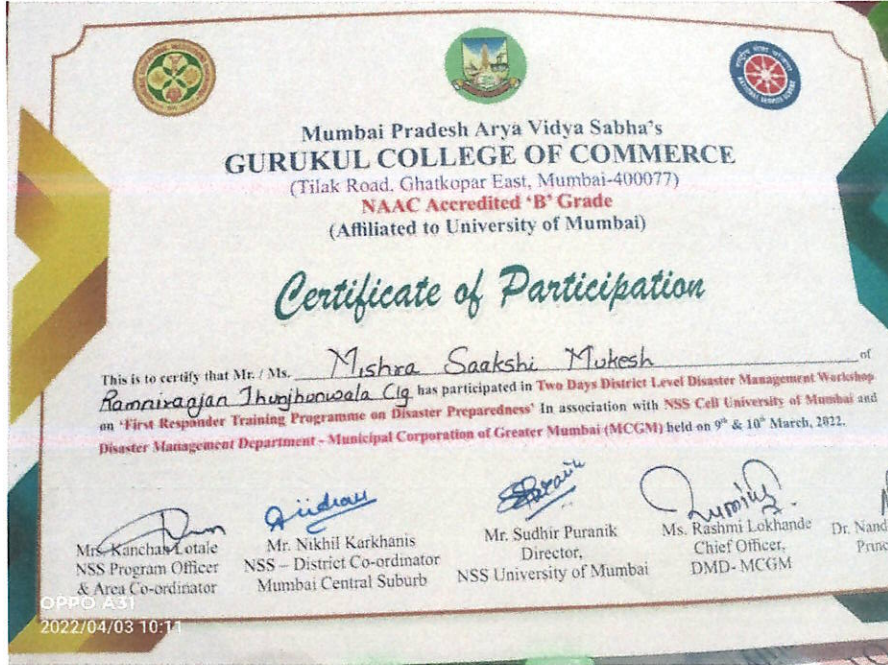 Mumbai Pradesh Arya Vidya Sabha's
GURUKUL COLLEGE OF COMMERCE
(Tilak Road, Ghatkopar East, Mumbai-400077)
NAAC Accredited 'B' Grade
(Affiliated to University of Mumbai)
Certificate of Participation
This is to certify that Mr. / Ms. Mishra Saakshi Mukesh of
Ramniranjan Jhunjhunwala Clg has participated in Two Days District Level Disaster Management Workshop
on 'First Responder Training Programme on Disaster Preparedness' In association with NSS Cell University of Mumbai and
Disaster Management Department - Municipal Corporation of Greater Mumbai (MCGM) held on 9th & 10th March, 2022.
Mrs. Kanchan Lotale
NSS Program Officer
& Area Co-ordinator
Mr. Nikhil Karkhanis
NSS – District Co-ordinator
Mumbai Central Suburb
Mr. Sudhir Puranik
Director,
NSS University of Mumbai
Ms. Rashmi Lokhande
Chief Officer,
DMD- MCGM
Dr. Nand
Princ
OPPO A31
2022/04/03 10:11